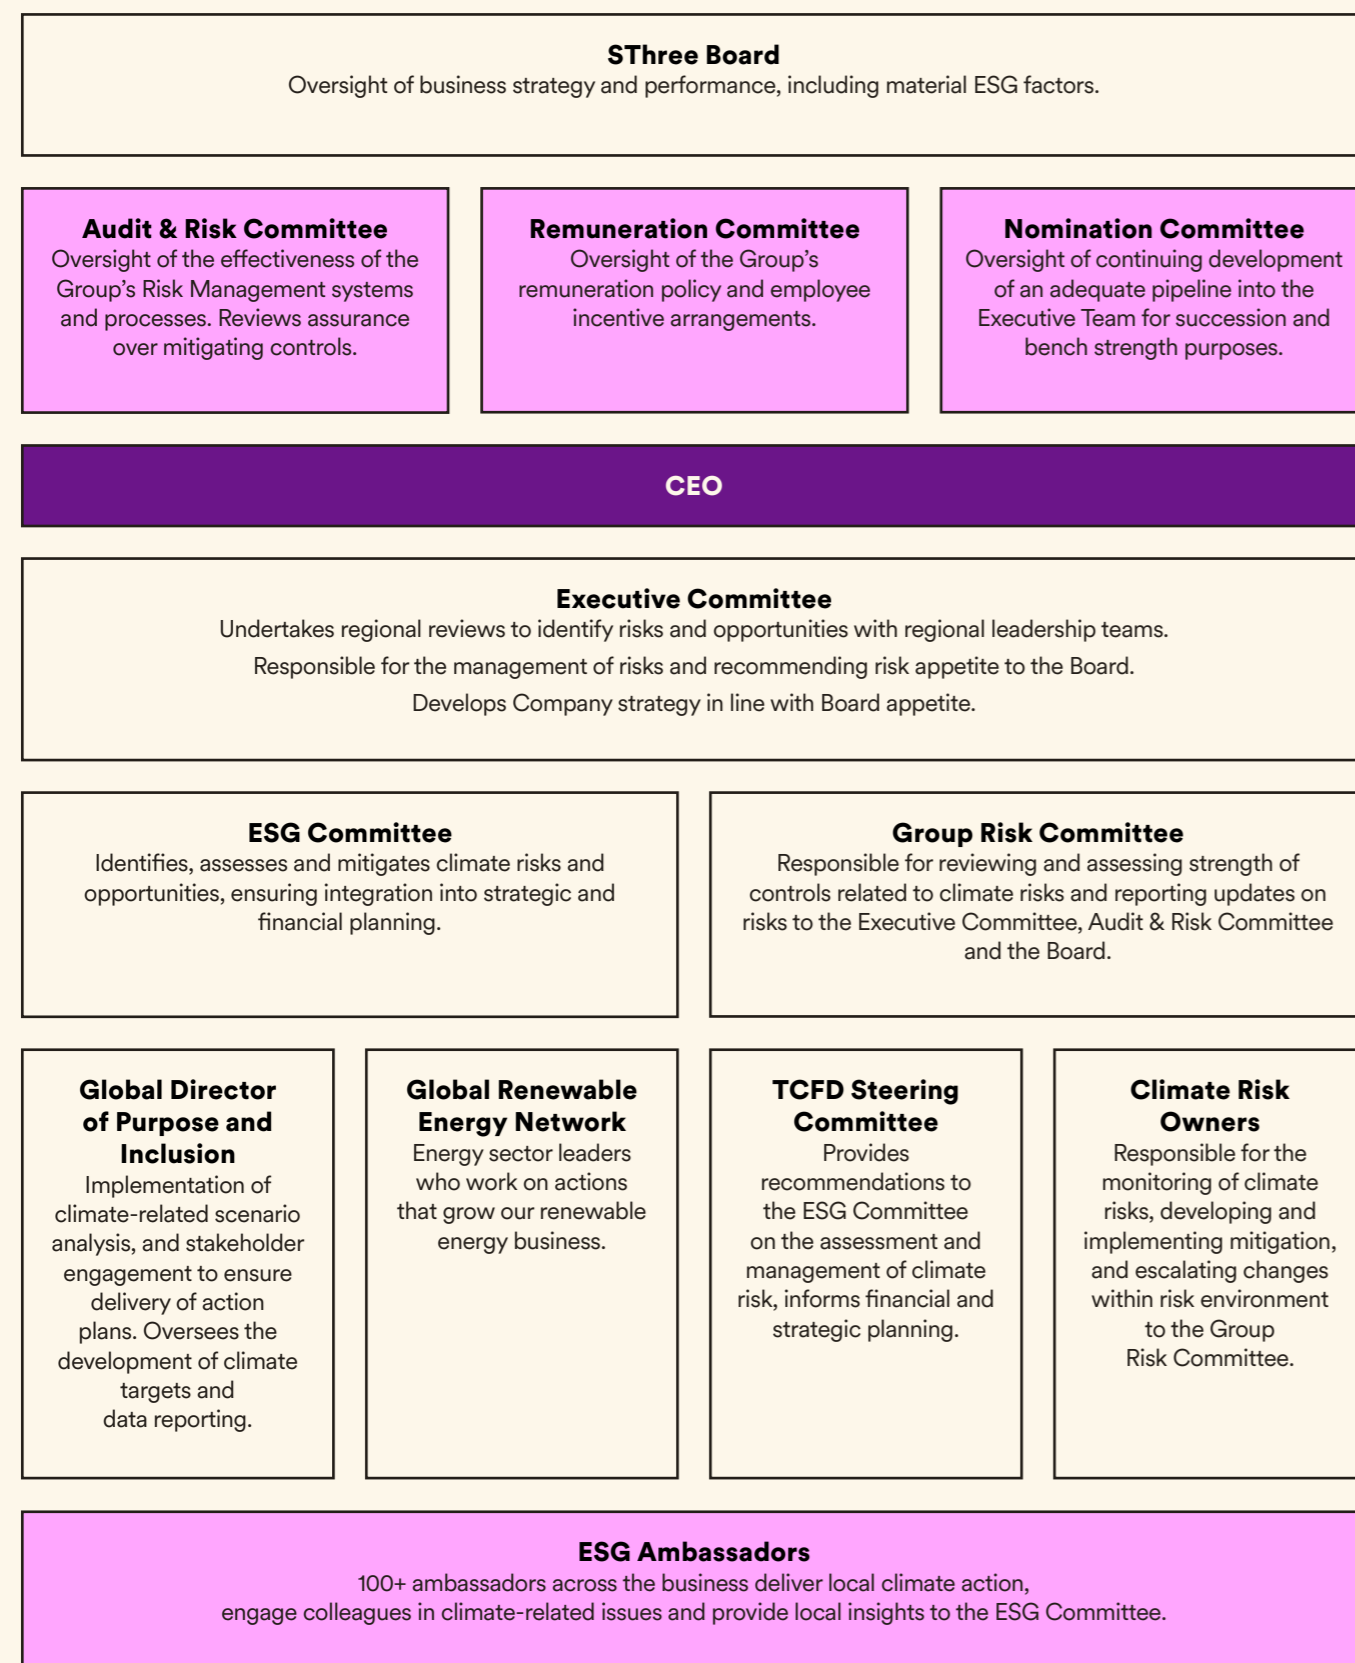 SThree Board
Oversight of business strategy and performance, including material ESG factors.
Audit & Risk Committee
Oversight of the effectiveness of the
Group’s Risk Management systems
and processes. Reviews assurance
over mitigating controls.
Remuneration Committee
Oversight of the Group’s
remuneration policy and employee
incentive arrangements.
Nomination Committee
Oversight of continuing development
of an adequate pipeline into the
Executive Team for succession and
bench strength purposes.
CEO
Executive Committee
Undertakes regional reviews to identify risks and opportunities with regional leadership teams.
Responsible for the management of risks and recommending risk appetite to the Board.
Develops Company strategy in line with Board appetite.
ESG Committee
Identifies, assesses and mitigates climate risks and
opportunities, ensuring integration into strategic and
financial planning.
Group Risk Committee
Responsible for reviewing and assessing strength of
controls related to climate risks and reporting updates on
risks to the Executive Committee, Audit & Risk Committee
and the Board.
Global Director
of Purpose and
Inclusion
Implementation of
climate-related scenario
analysis, and stakeholder
engagement to ensure
delivery of action
plans. Oversees the
development of climate
targets and
data reporting.
Global Renewable
Energy Network
Energy sector leaders
who work on actions
that grow our renewable
energy business.
TCFD Steering
Committee
Provides
recommendations to
the ESG Committee
on the assessment and
management of climate
risk, informs financial and
strategic planning.
Climate Risk
Owners
Responsible for the
monitoring of climate
risks, developing and
implementing mitigation,
and escalating changes
within risk environment
to the Group
Risk Committee.
ESG Ambassadors
100+ ambassadors across the business deliver local climate action,
engage colleagues in climate-related issues and provide local insights to the ESG Committee.